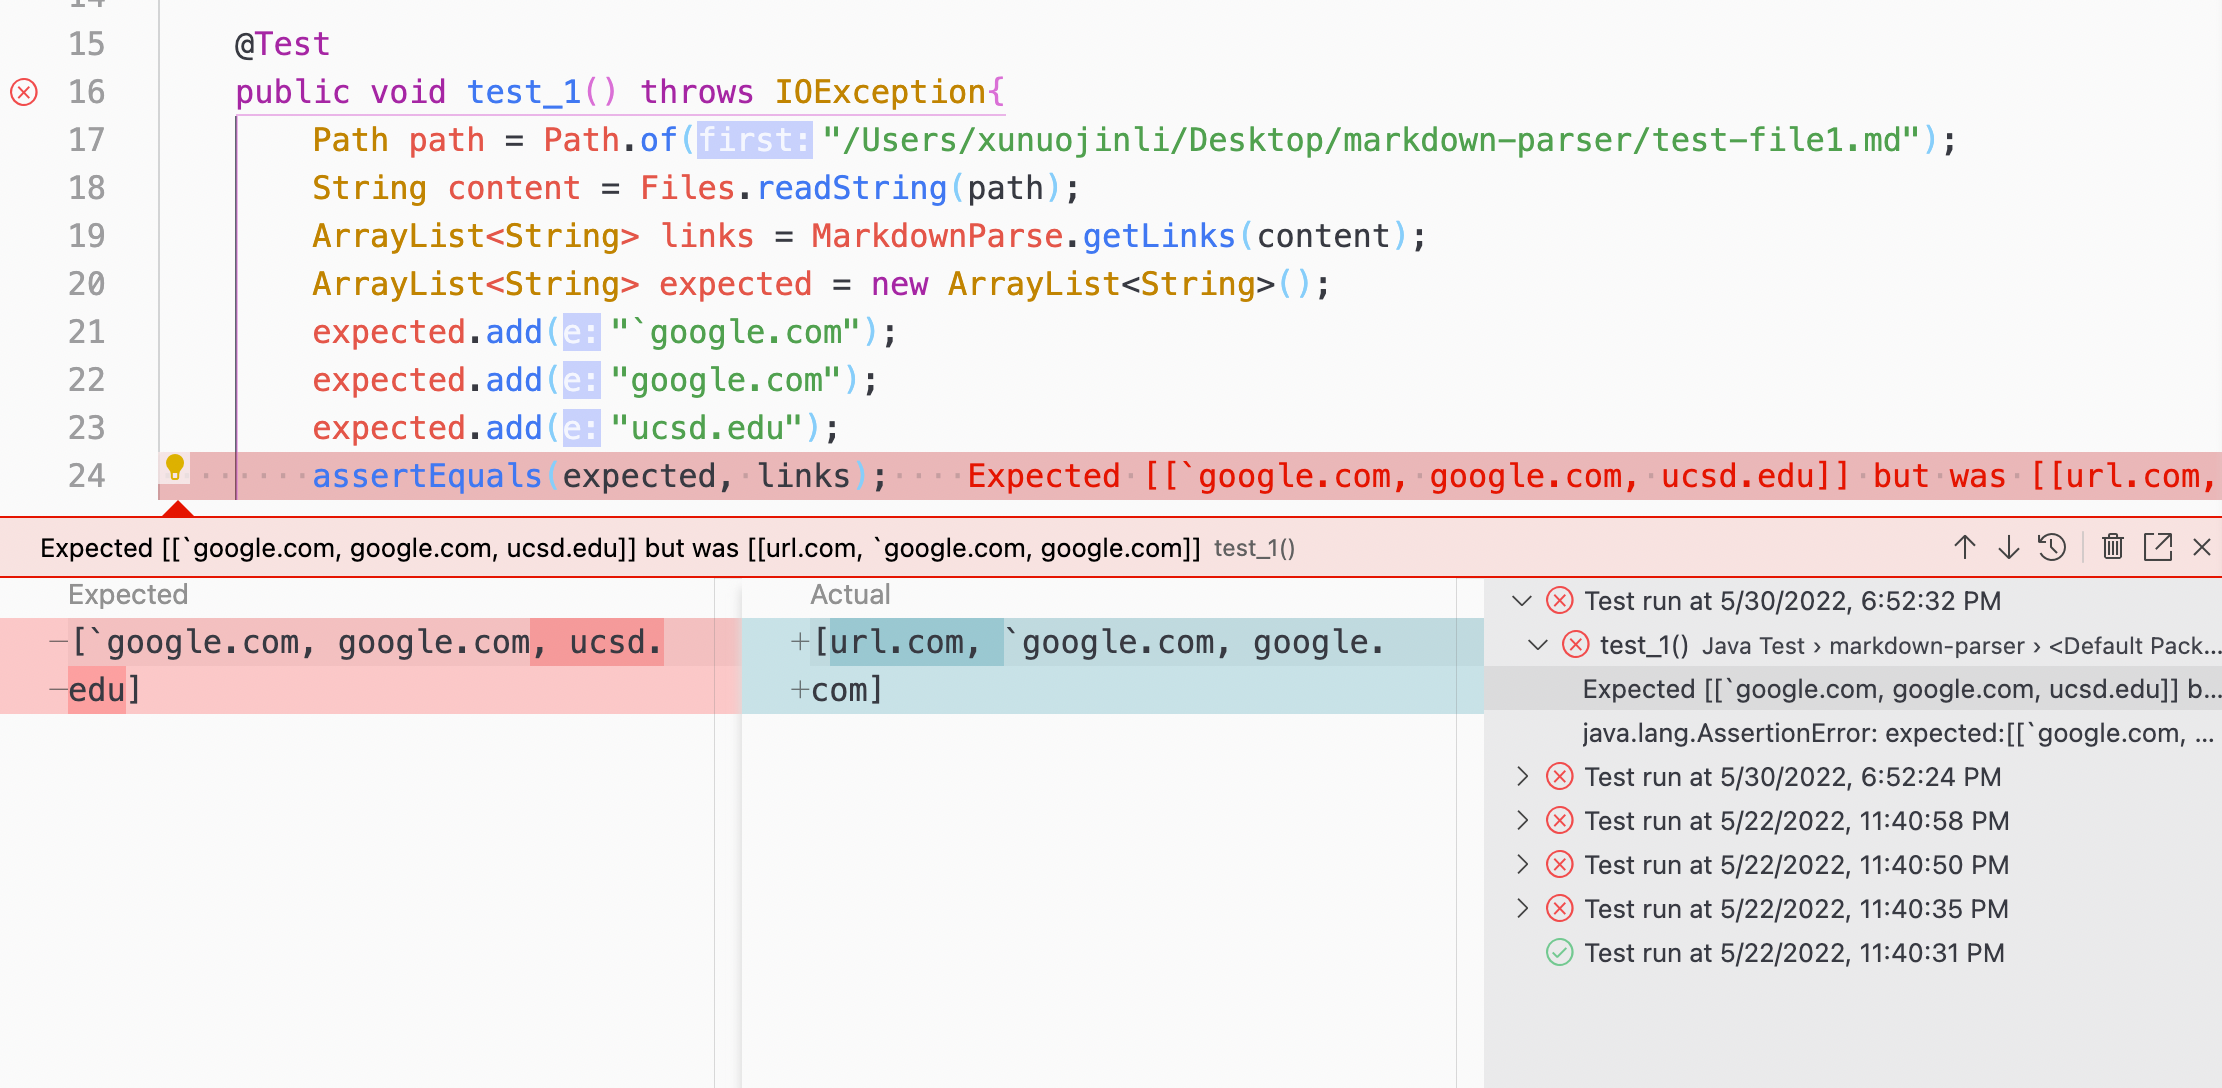 14
15 @Test
16 public void test_1() throws IOException{
17 Path path = Path.of(first: "/Users/xunuojinli/Desktop/markdown-parser/test-file1.md");
18 String content = Files.readString(path);
19 ArrayList<String> links = MarkdownParse.getLinks(content);
20 ArrayList<String> expected = new ArrayList<String>();
21 expected.add(e: "`google.com");
22 expected.add(e: "google.com");
23 expected.add(e: "ucsd.edu");
24 assertEquals(expected, links); Expected [[`google.com, google.com, ucsd.edu]] but was [[url.com,
Expected [[`google.com, google.com, ucsd.edu]] but was [[url.com, `google.com, google.com]] test_1()
Expected
—[`google.com, google.com, ucsd.
—edu]
Actual
+[url.com, `google.com, google.
+com]
Test run at 5/30/2022, 6:52:32 PM
test_1() Java Test › markdown-parser › <Default Pack...
Expected [[`google.com, google.com, ucsd.edu]] b...
java.lang.AssertionError: expected:[[`google.com, ...
Test run at 5/30/2022, 6:52:24 PM
Test run at 5/22/2022, 11:40:58 PM
Test run at 5/22/2022, 11:40:50 PM
Test run at 5/22/2022, 11:40:35 PM
Test run at 5/22/2022, 11:40:31 PM